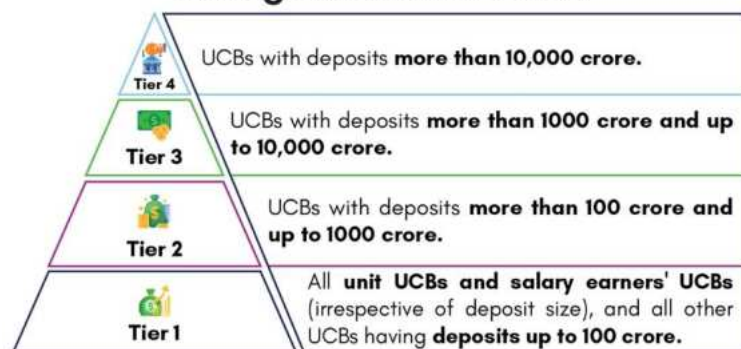 Tier 4
UCBs with deposits more than 10,000 crore.
Tier 3
UCBs with deposits more than 1000 crore and up
to 10,000 crore.
Tier 2
UCBs with deposits more than 100 crore and
up to 1000 crore.
Tier 1
All unit UCBs and salary earners' UCBs
(irrespective of deposit size), and all other
UCBs having deposits up to 100 crore.